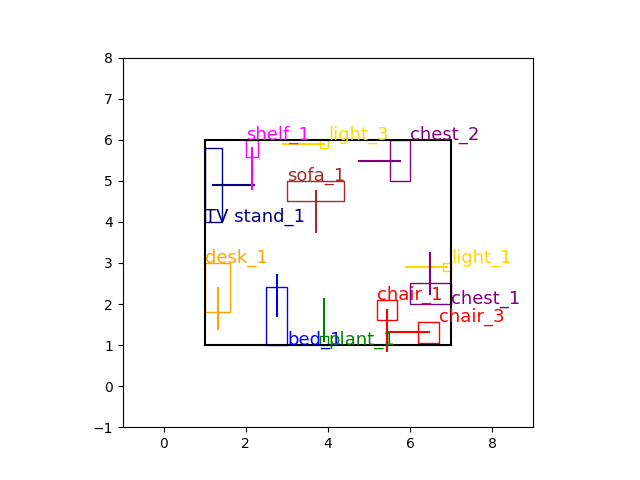 8
7
6
5
4
3
2
1
0
−1
shelf_1
light_3
chest_2
sofa_1
TV stand_1
desk_1
light_1
chair_1
chest_1
chair_3
bed_1
plant_1
0 2 4 6 8